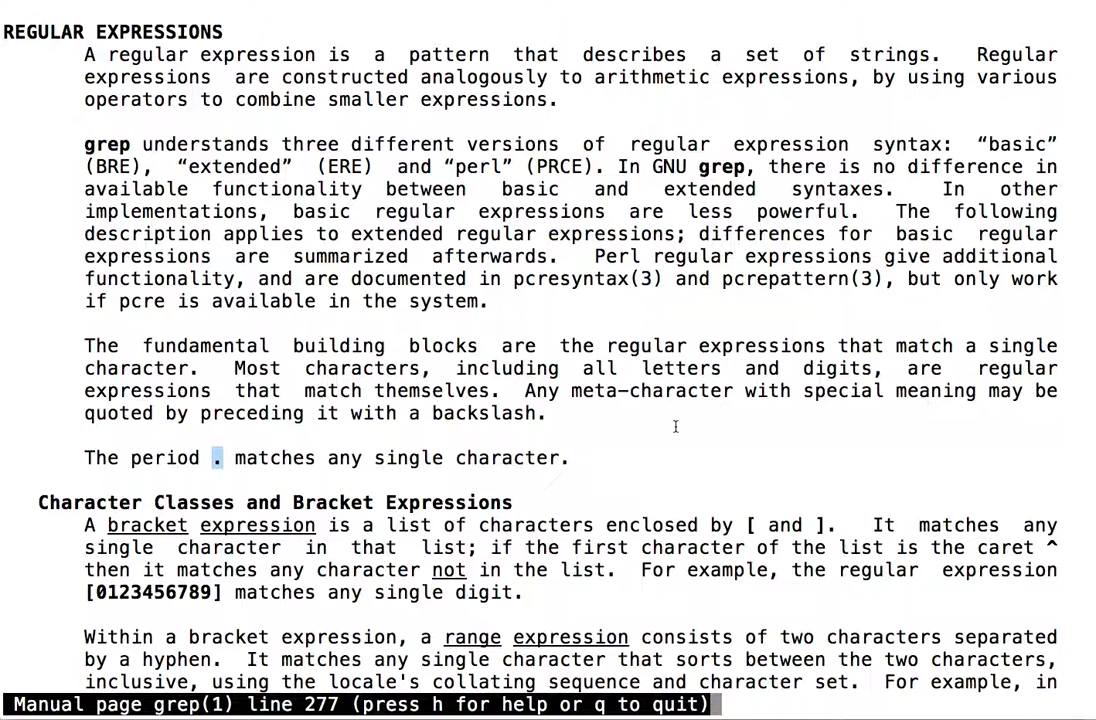 REGULAR EXPRESSIONS
A regular expression is a pattern that describes a set of strings. Regular
expressions are constructed analogously to arithmetic expressions, by using various
operators to combine smaller expressions.
grep understands three different versions of regular expression syntax: “basic”
(BRE), “extended” (ERE) and “perl” (PRCE). In GNU grep, there is no difference in
available functionality between basic and extended syntaxes. In other
implementations, basic regular expressions are less powerful. The following
description applies to extended regular expressions; differences for basic regular
expressions are summarized afterwards. Perl regular expressions give additional
functionality, and are documented in pcresyntax(3) and pcrepattern(3), but only work
if pcre is available in the system.
The fundamental building blocks are the regular expressions that match a single
character. Most characters, including all letters and digits, are regular
expressions that match themselves. Any meta-character with special meaning may be
quoted by preceding it with a backslash.
The period . matches any single character.
Character Classes and Bracket Expressions
A bracket expression is a list of characters enclosed by [ and ]. It matches any
single character in that list; if the first character of the list is the caret ^
then it matches any character not in the list. For example, the regular expression
[0123456789] matches any single digit.
Within a bracket expression, a range expression consists of two characters separated
by a hyphen. It matches any single character that sorts between the two characters,
inclusive, using the locale's collating sequence and character set. For example, in
Manual page grep(1) line 277 (press h for help or q to quit)